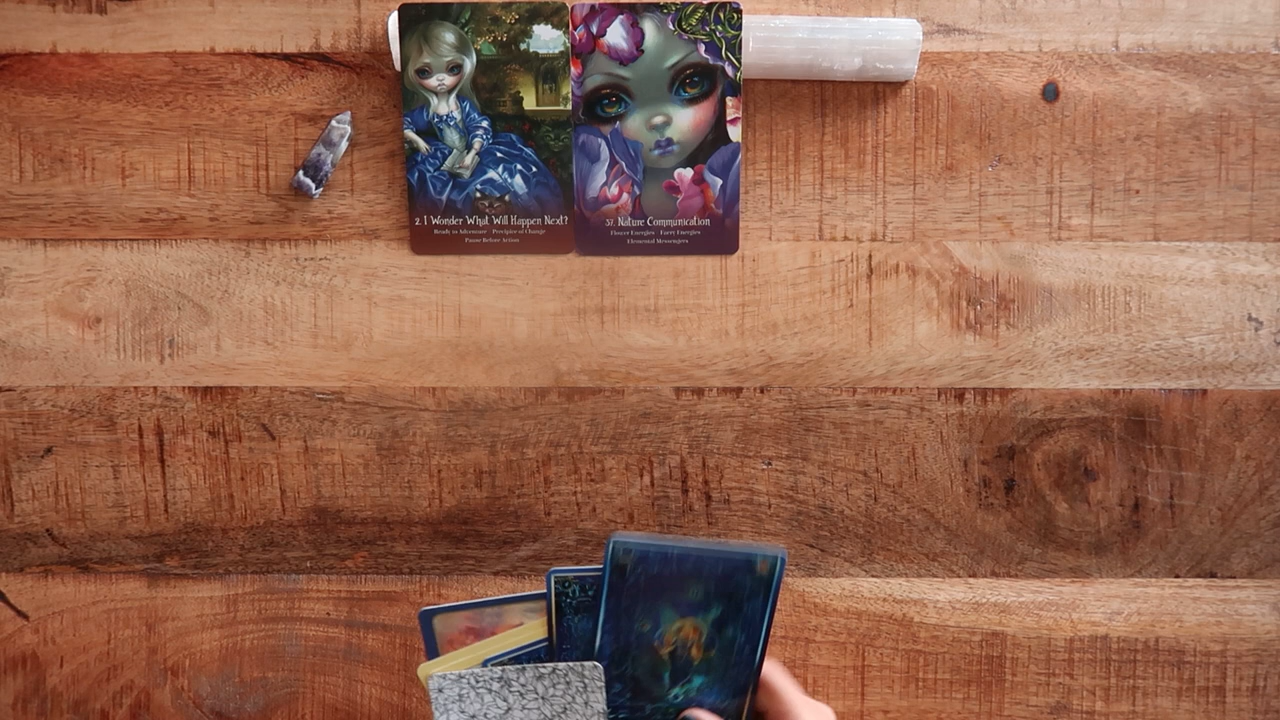 2. I Wonder What Will Happen Next?
Ready to Adventure Precipice of Change
Pause Before Action
37. Nature Communication
Flower Energies Faery Energies
Elemental Messengers